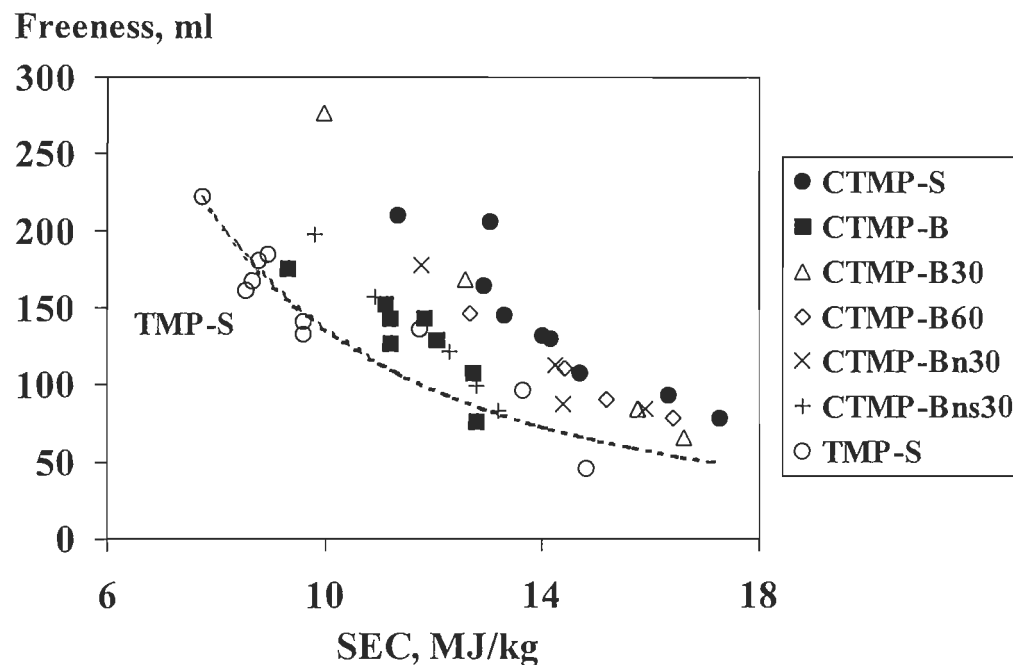 Freeness, ml
300
250
200
150
100
50
0
TMP-S
6 10 14 18
SEC, MJ/kg
CTMP-S
CTMP-B
CTMP-B30
CTMP-B60
CTMP-Bn30
CTMP-Bns30
TMP-S